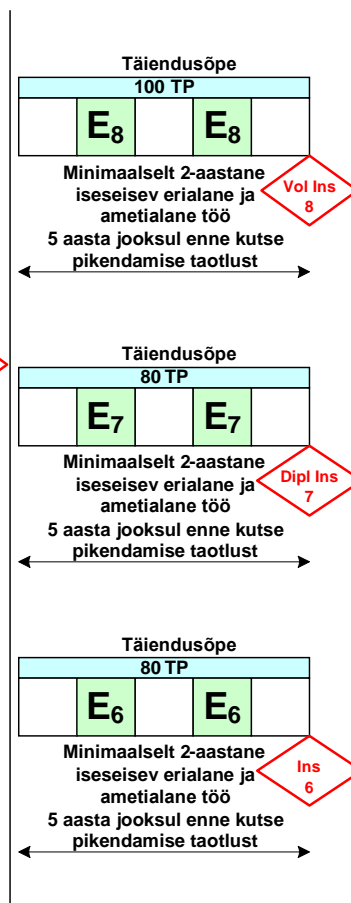 Täiendusõpe
100 TP
E8 E8
Minimaalselt 2-aastane
iseseisev erialane ja
ametialane töö
5 aasta jooksul enne kutse
pikendamise taotlust
Vol Ins
8
Täiendusõpe
80 TP
E7 E7
Minimaalselt 2-aastane
iseseisev erialane ja
ametialane töö
5 aasta jooksul enne kutse
pikendamise taotlust
Dipl Ins
7
Täiendusõpe
80 TP
E6 E6
Minimaalselt 2-aastane
iseseisev erialane ja
ametialane töö
5 aasta jooksul enne kutse
pikendamise taotlust
Ins
6